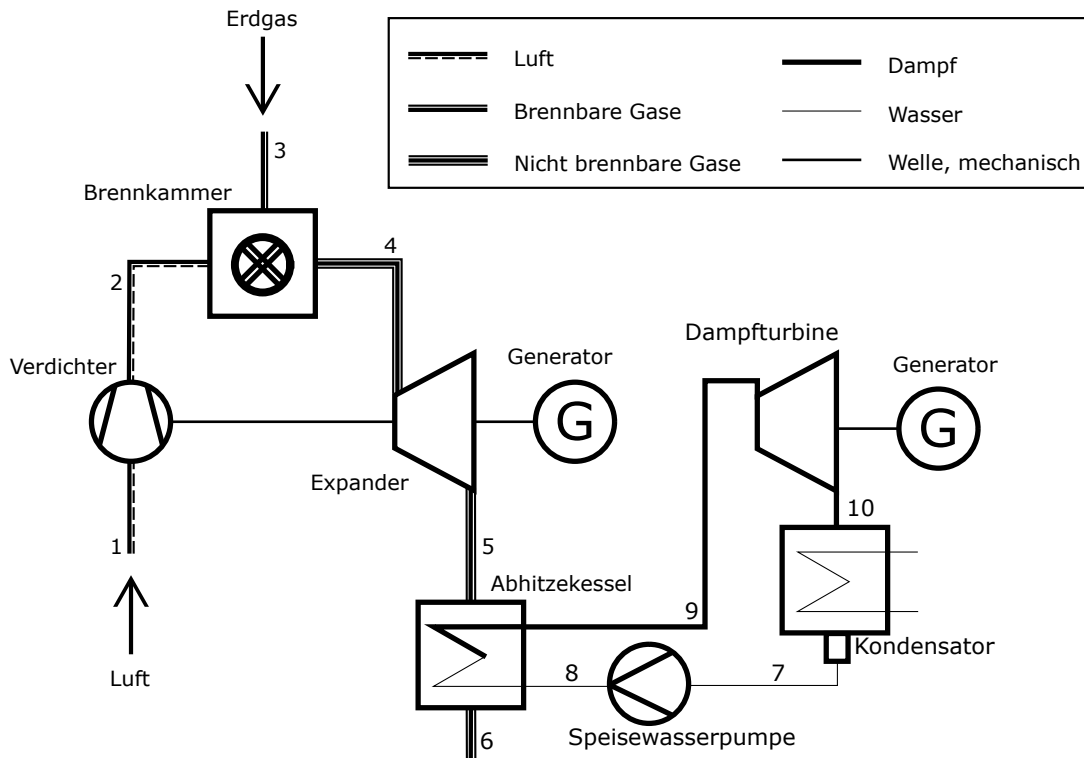 Erdgas
Luft
Brennbare Gase
Nicht brennbare Gase
Dampf
Wasser
Welle, mechanisch
3
Brennkammer
4
2
Dampfturbine
Verdichter
Generator
Generator
G
G
Expander
10
1
5
Abhitzekessel
9
Kondensator
Luft
8
7
6
Speisewasserpumpe